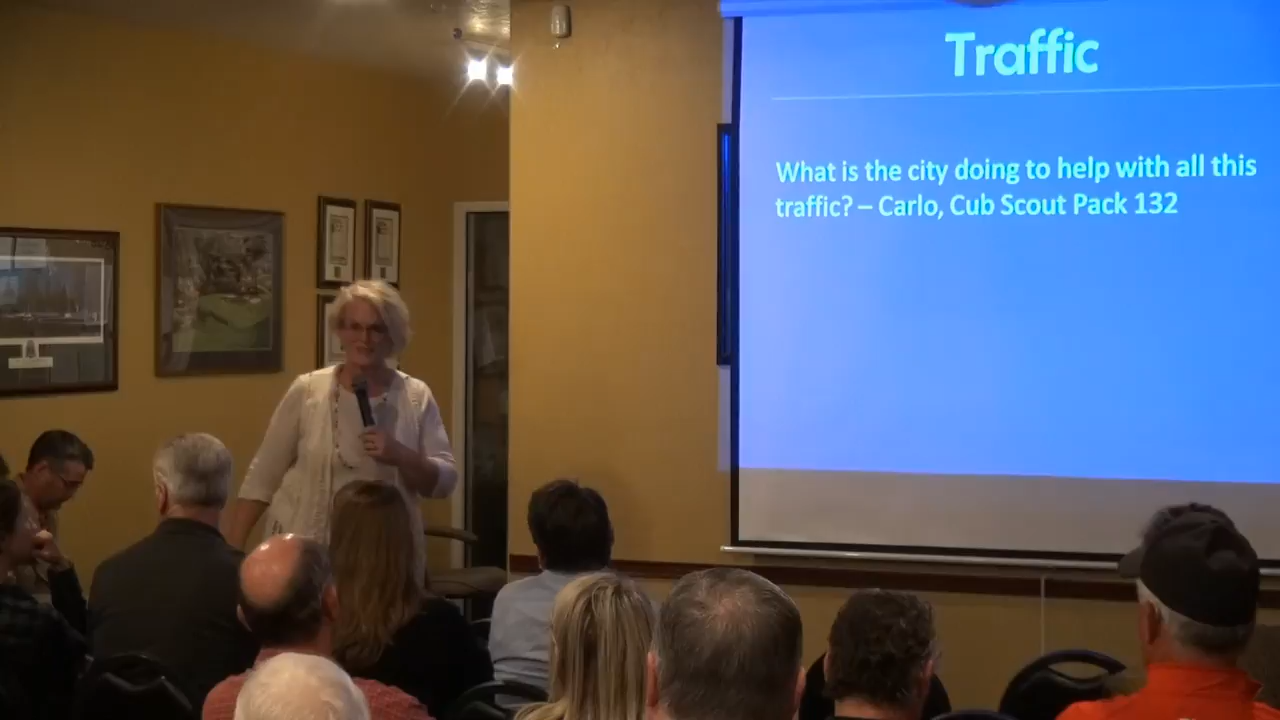 Traffic
What is the city doing to help with all this
traffic? – Carlo, Cub Scout Pack 132